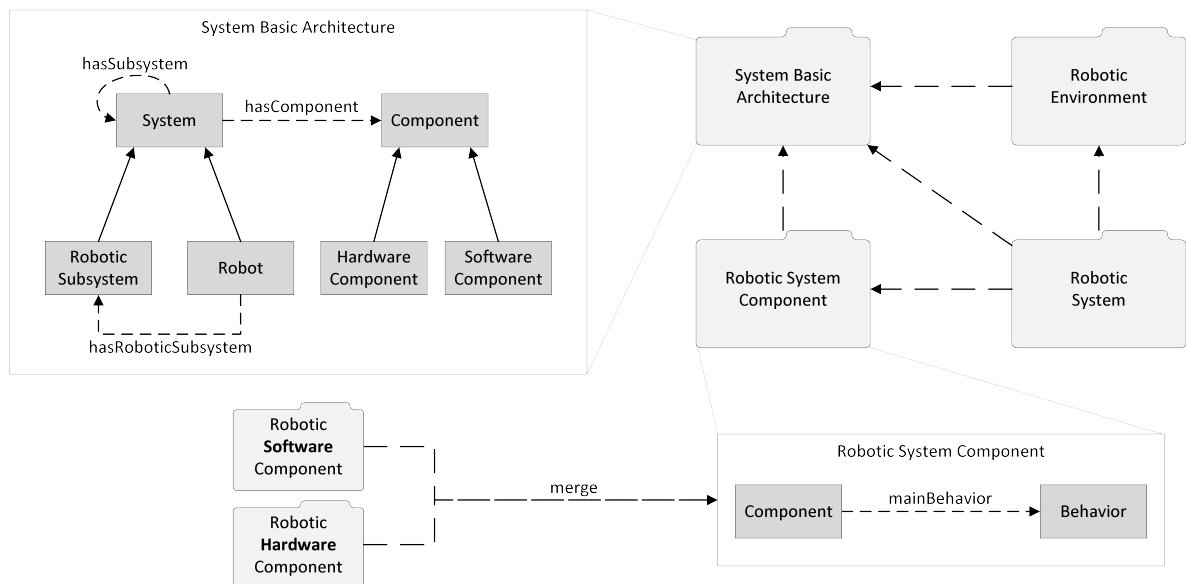 System Basic Architecture
hasSubsystem
System
hasComponent
Component
Robotic
Subsystem
Robot
Hardware
Component
Software
Component
hasRoboticSubsystem
System Basic
Architecture
Robotic
Environment
Robotic System
Component
Robotic
System
Robotic
Software
Component
Robotic
Hardware
Component
merge
Robotic System Component
Component
mainBehavior
Behavior